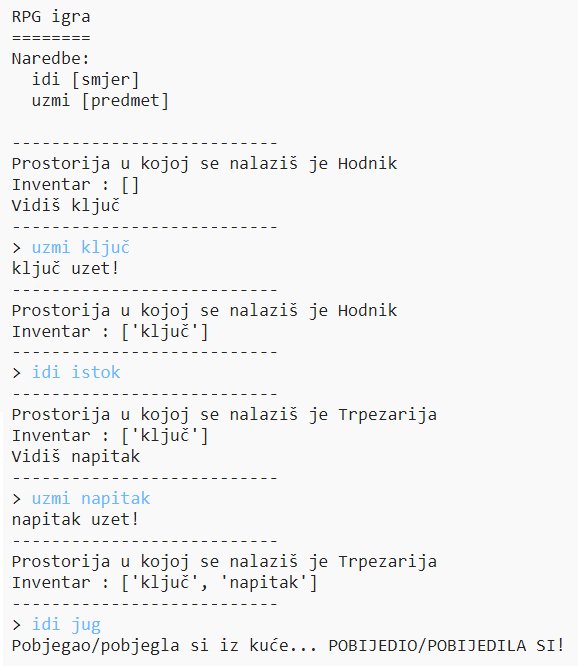 RPG igra
========
Naredbe:
  idi [smjer]
  uzmi [predmet]

---------------------------
Prostorija u kojoj se nalaziš je Hodnik
Inventar : []
Vidiš ključ
---------------------------
> uzmi ključ
ključ uzet!
---------------------------
Prostorija u kojoj se nalaziš je Hodnik
Inventar : ['ključ']
---------------------------
> idi istok
---------------------------
Prostorija u kojoj se nalaziš je Trpezarija
Inventar : ['ključ']
Vidiš napitak
---------------------------
> uzmi napitak
napitak uzet!
---------------------------
Prostorija u kojoj se nalaziš je Trpezarija
Inventar : ['ključ', 'napitak']
---------------------------
> idi jug
Pobjegao/pobjegla si iz kuće... POBIJEDIO/POBIJEDILA SI!